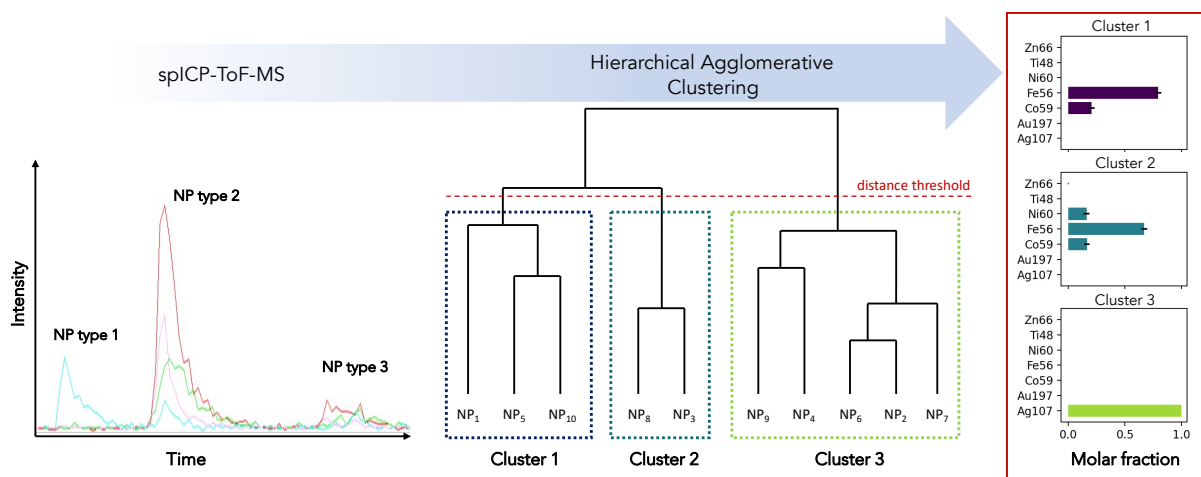 spICP-ToF-MS
Hierarchical Agglomerative
Clustering
Intensity
NP type 1
NP type 2
NP type 3
Time
distance threshold
NP1 NP5 NP10 NP8 NP3 NP9 NP4 NP6 NP2 NP7
Cluster 1 Cluster 2 Cluster 3
Cluster 1
Zn66
Ti48
Ni60
Fe56
Co59
Au197
Ag107
Cluster 2
Zn66
Ti48
Ni60
Fe56
Co59
Au197
Ag107
Cluster 3
Zn66
Ti48
Ni60
Fe56
Co59
Au197
Ag107
0.0 0.5 1.0
Molar fraction